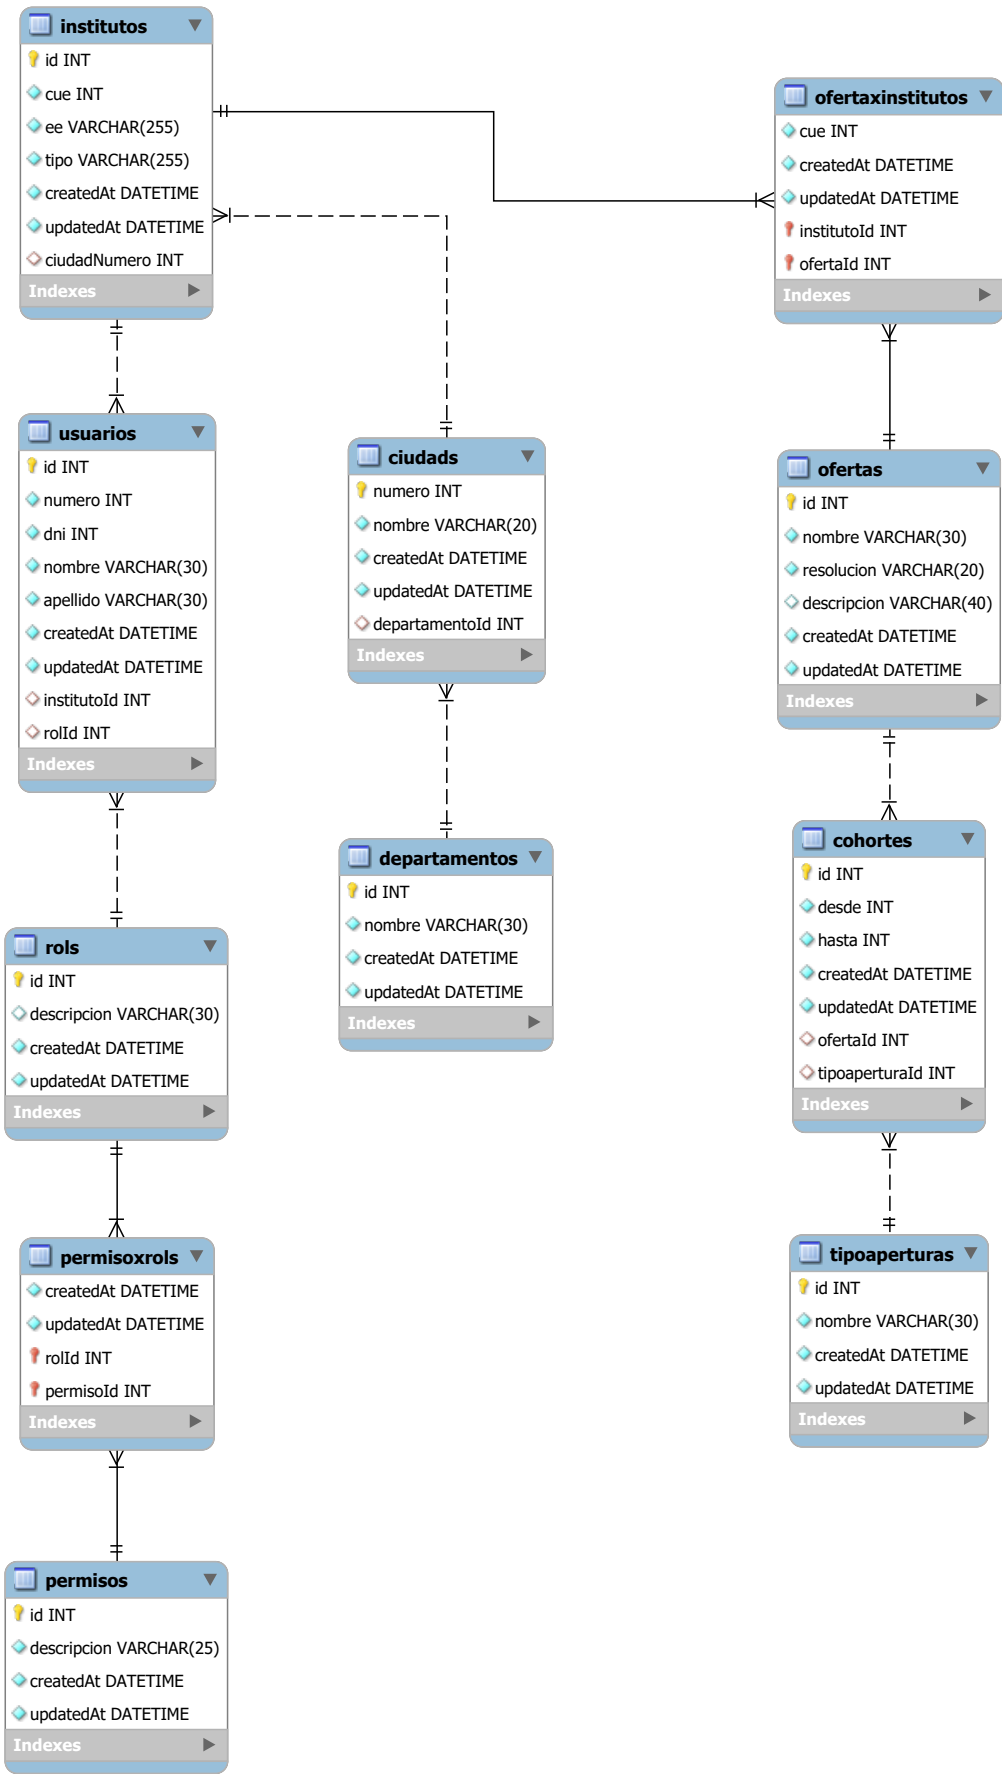 institutos
id INT
cue INT
ee VARCHAR(255)
tipo VARCHAR(255)
createdAt DATETIME
updatedAt DATETIME
ciudadNumero INT
Indexes
usuarios
id INT
numero INT
dni INT
nombre VARCHAR(30)
apellido VARCHAR(30)
createdAt DATETIME
updatedAt DATETIME
institutoId INT
rolId INT
Indexes
rols
id INT
descripcion VARCHAR(30)
createdAt DATETIME
updatedAt DATETIME
Indexes
permisoxrols
createdAt DATETIME
updatedAt DATETIME
rolId INT
permisoId INT
Indexes
permisos
id INT
descripcion VARCHAR(25)
createdAt DATETIME
updatedAt DATETIME
Indexes
ciudads
numero INT
nombre VARCHAR(20)
createdAt DATETIME
updatedAt DATETIME
departamentoId INT
Indexes
departamentos
id INT
nombre VARCHAR(30)
createdAt DATETIME
updatedAt DATETIME
Indexes
ofertaxinstitutos
cue INT
createdAt DATETIME
updatedAt DATETIME
institutoId INT
ofertaId INT
Indexes
ofertas
id INT
nombre VARCHAR(30)
resolucion VARCHAR(20)
descripcion VARCHAR(40)
createdAt DATETIME
updatedAt DATETIME
Indexes
cohortes
id INT
desde INT
hasta INT
createdAt DATETIME
updatedAt DATETIME
ofertaId INT
tipoaperturaId INT
Indexes
tipoaperturas
id INT
nombre VARCHAR(30)
createdAt DATETIME
updatedAt DATETIME
Indexes